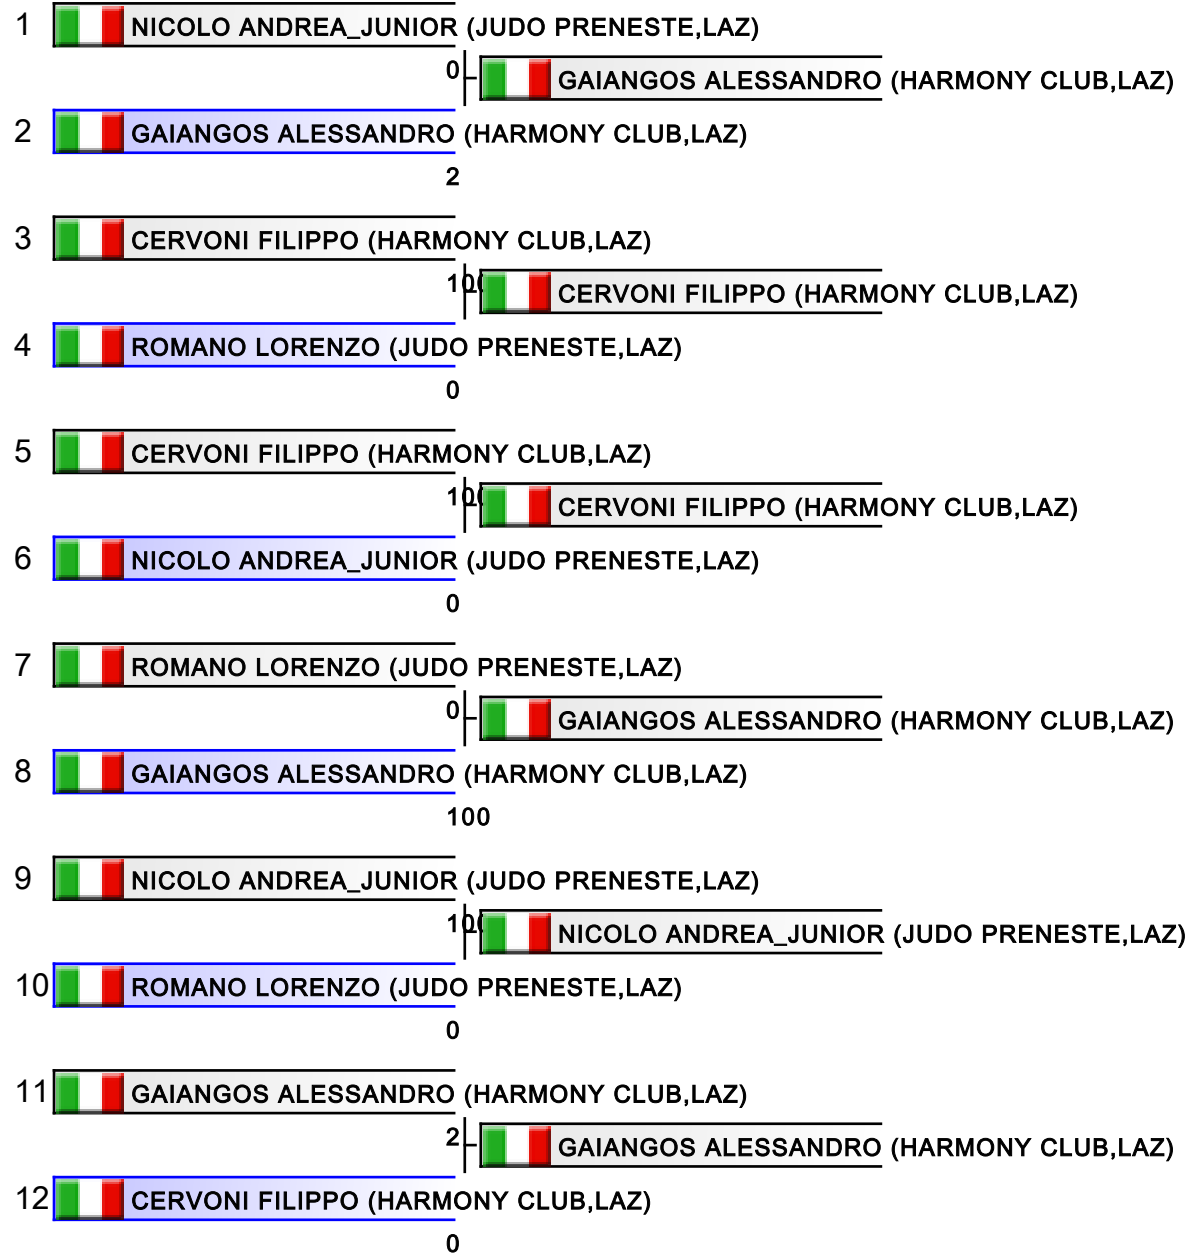 1 NICOLO ANDREA_JUNIOR (JUDO PRENESTE,LAZ)
0 GAIANGOS ALESSANDRO (HARMONY CLUB,LAZ)
2 GAIANGOS ALESSANDRO (HARMONY CLUB,LAZ)
2
3 CERVONI FILIPPO (HARMONY CLUB,LAZ)
100 CERVONI FILIPPO (HARMONY CLUB,LAZ)
4 ROMANO LORENZO (JUDO PRENESTE,LAZ)
0
5 CERVONI FILIPPO (HARMONY CLUB,LAZ)
100 CERVONI FILIPPO (HARMONY CLUB,LAZ)
6 NICOLO ANDREA_JUNIOR (JUDO PRENESTE,LAZ)
0
7 ROMANO LORENZO (JUDO PRENESTE,LAZ)
0 GAIANGOS ALESSANDRO (HARMONY CLUB,LAZ)
8 GAIANGOS ALESSANDRO (HARMONY CLUB,LAZ)
100
9 NICOLO ANDREA_JUNIOR (JUDO PRENESTE,LAZ)
100 NICOLO ANDREA_JUNIOR (JUDO PRENESTE,LAZ)
10 ROMANO LORENZO (JUDO PRENESTE,LAZ)
0
11 GAIANGOS ALESSANDRO (HARMONY CLUB,LAZ)
2 GAIANGOS ALESSANDRO (HARMONY CLUB,LAZ)
12 CERVONI FILIPPO (HARMONY CLUB,LAZ)
0